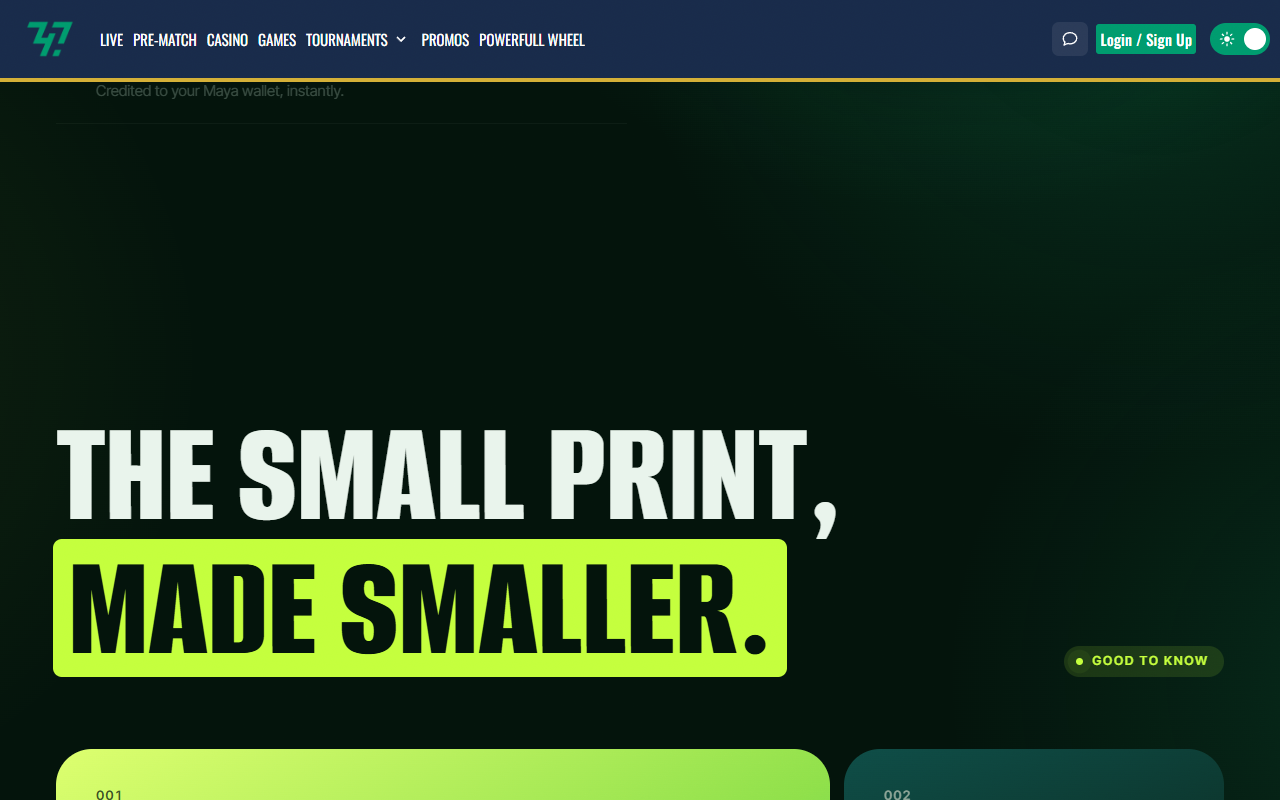 747
LIVE PRE-MATCH CASINO GAMES TOURNAMENTS PROMOS POWERFULL WHEEL
Login / Sign Up
Credited to your Maya wallet, instantly.
THE SMALL PRINT,
MADE SMALLER.
GOOD TO KNOW
001
002